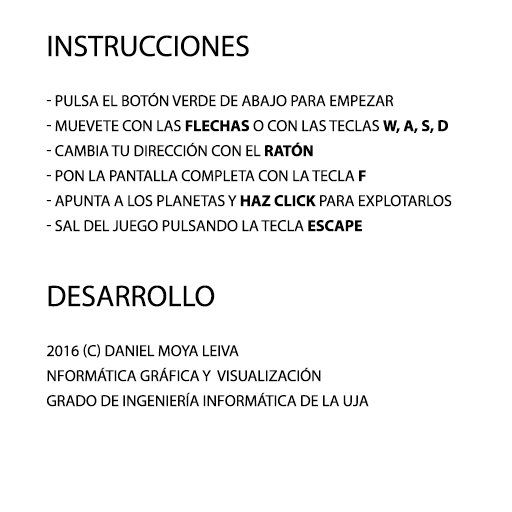 INSTRUCCIONES
- PULSA EL BOTÓN VERDE DE ABAJO PARA EMPEZAR
- MUEVETE CON LAS FLECHAS O CON LAS TECLAS W, A, S, D
- CAMBIA TU DIRECCIÓN CON EL RATÓN
- PON LA PANTALLA COMPLETA CON LA TECLA F
- APUNTA A LOS PLANETAS Y HAZ CLICK PARA EXPLOTARLOS
- SAL DEL JUEGO PULSANDO LA TECLA ESCAPE
DESARROLLO
2016 (C) DANIEL MOYA LEIVA
NFORMÁTICA GRÁFICA Y  VISUALIZACIÓN
GRADO DE INGENIERÍA INFORMÁTICA DE LA UJA